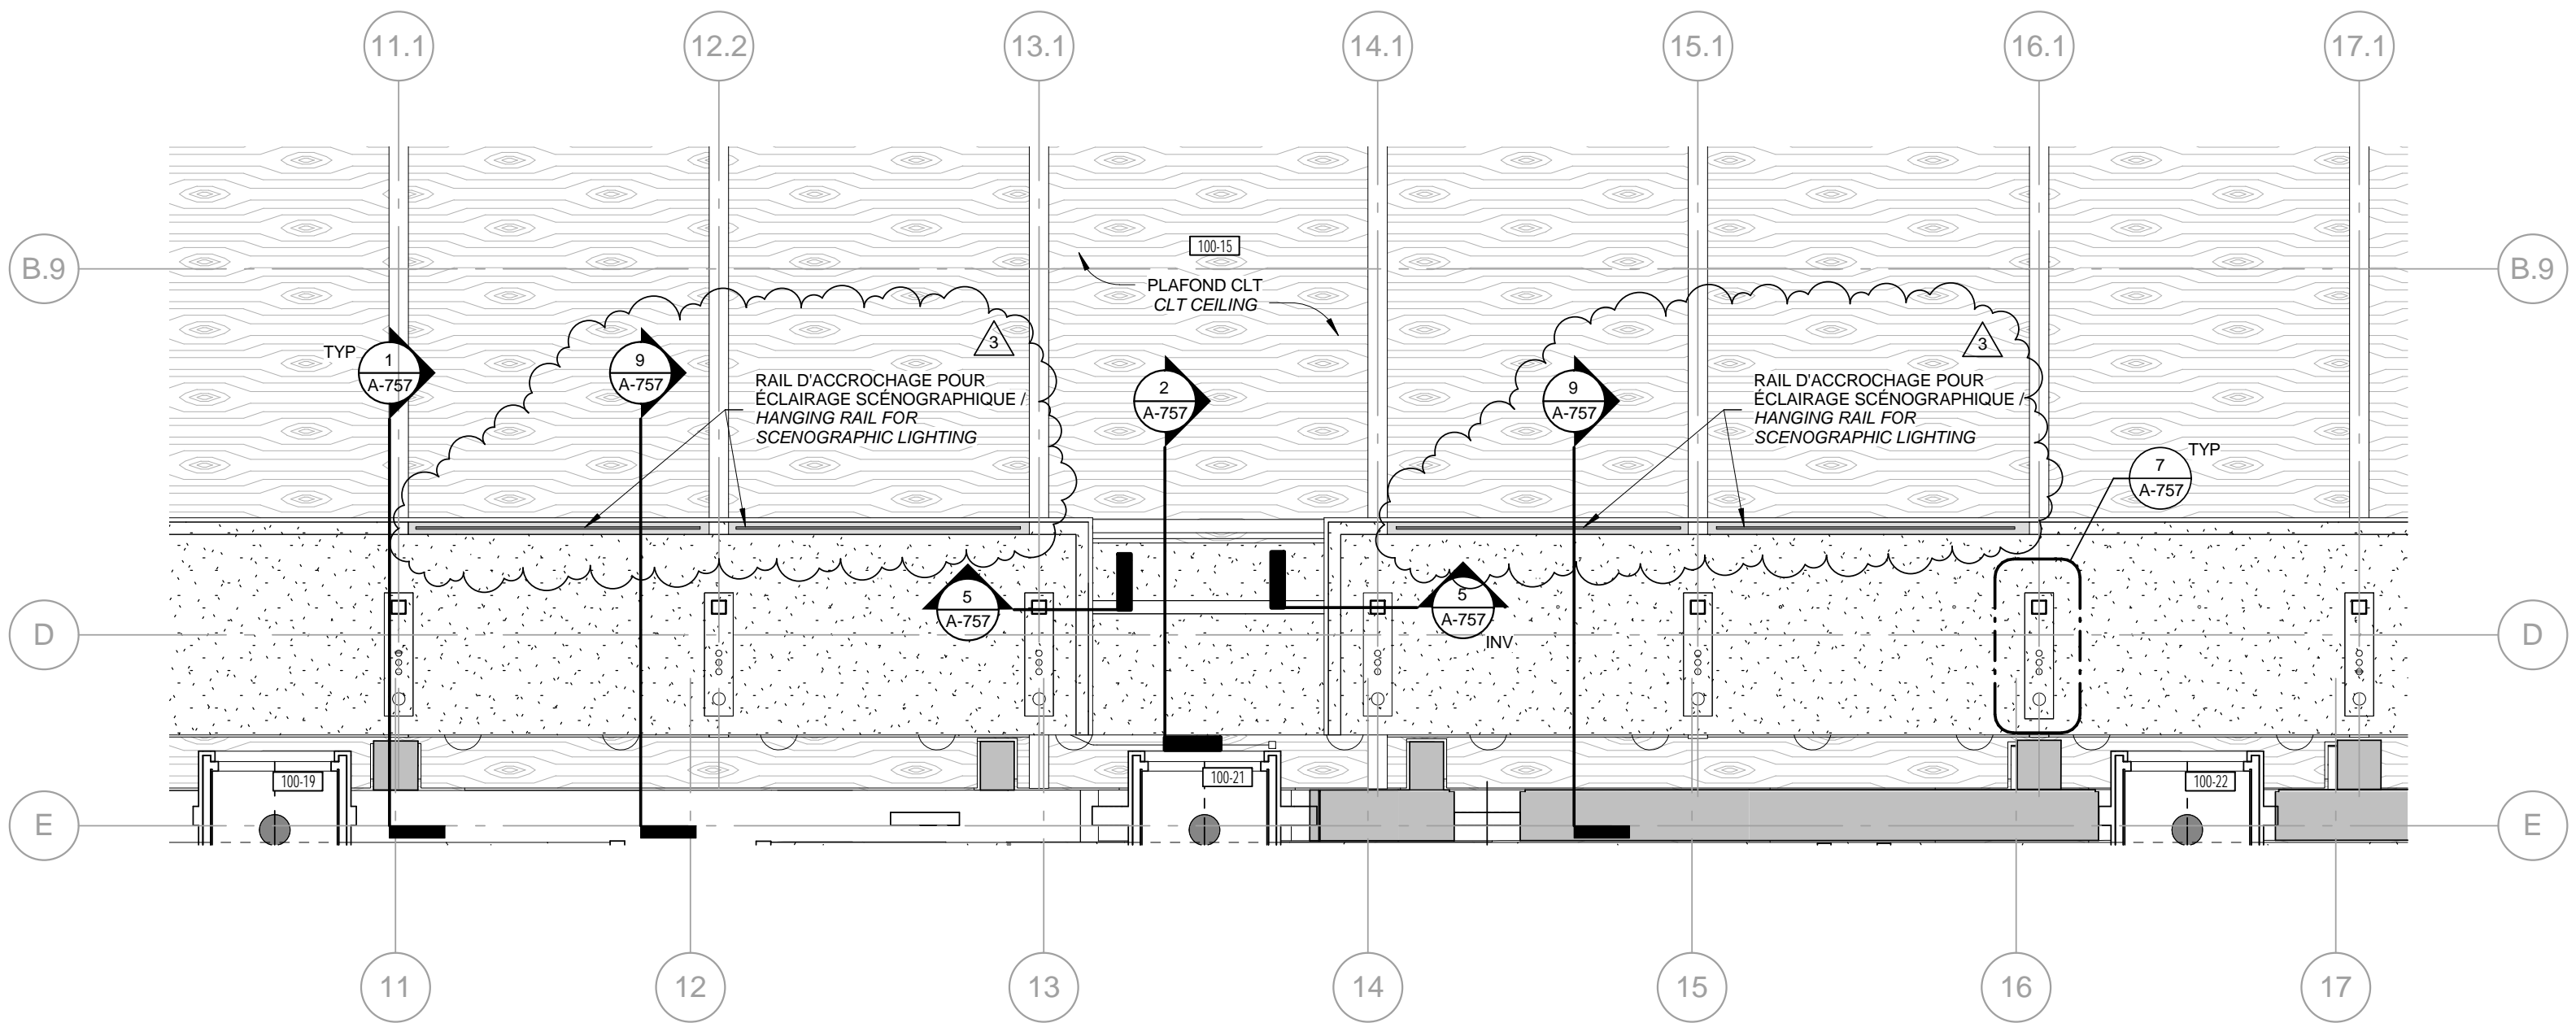 11.1
12.2
13.1
14.1
15.1
16.1
17.1
B.9
B.9
100-15
PLAFOND CLT
CLT CEILING
3
3
TYP
1
A-757
9
A-757
RAIL D'ACCROCHAGE POUR
ÉCLAIRAGE SCÉNOGRAPHIQUE /
HANGING RAIL FOR
SCENOGRAPHIC LIGHTING
2
A-757
9
A-757
RAIL D'ACCROCHAGE POUR
ÉCLAIRAGE SCÉNOGRAPHIQUE /
HANGING RAIL FOR
SCENOGRAPHIC LIGHTING
TYP
7
A-757
5
A-757
5
A-757
INV
D
D
100-19
100-21
100-22
E
E
11
12
13
14
15
16
17